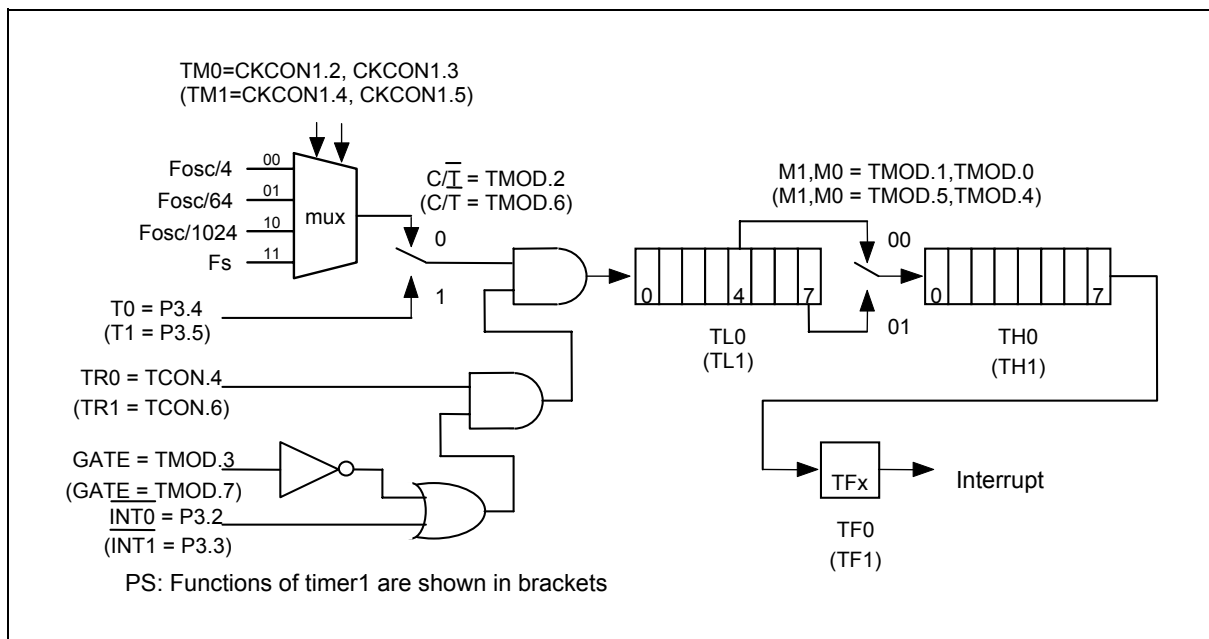 TM0=CKCON1.2, CKCON1.3
(TM1=CKCON1.4, CKCON1.5)
Fosc/4
00
Fosc/64
01
Fosc/1024
10
Fs
11
mux
C/T̅ = TMOD.2
(C/T = TMOD.6)
0
1
T0 = P3.4
(T1 = P3.5)
TR0 = TCON.4
(TR1 = TCON.6)
GATE = TMOD.3
(GATE = TMOD.7)
I̅N̅T̅0̅ = P3.2
(I̅N̅T̅1̅ = P3.3)
M1,M0 = TMOD.1,TMOD.0
(M1,M0 = TMOD.5,TMOD.4)
0 4 7
TL0
(TL1)
00
01
0 7
TH0
(TH1)
TFx
Interrupt
TF0
(TF1)
PS: Functions of timer1 are shown in brackets